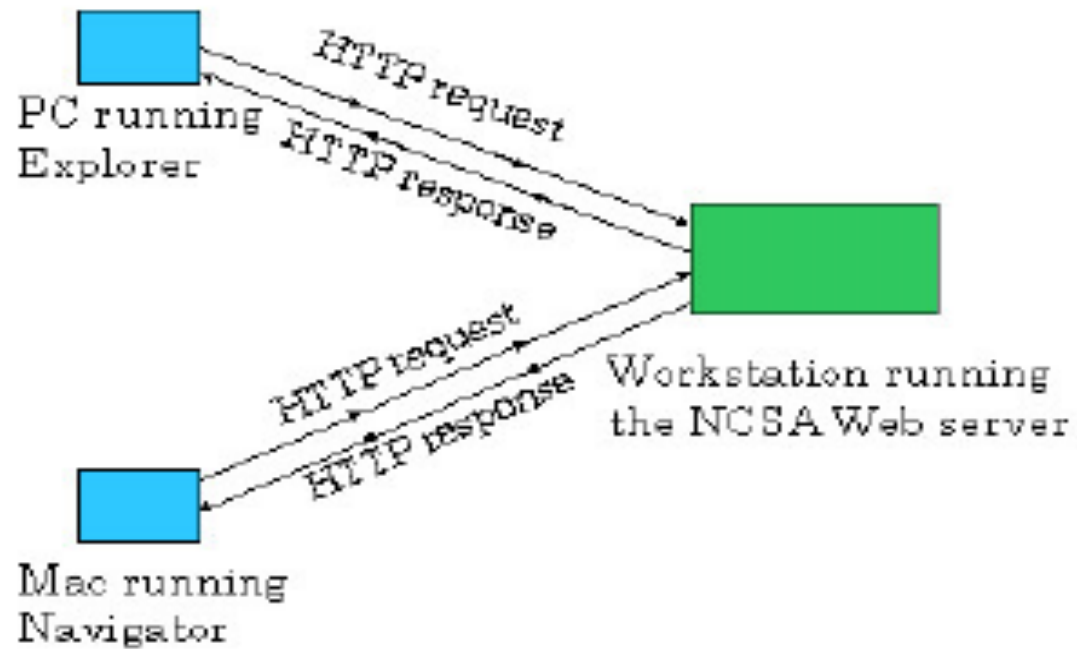 HTTP request
PC running
Explorer
HTTP response
HTTP request
HTTP response
Workstation running
the NCSA Web server
Mac running
Navigator